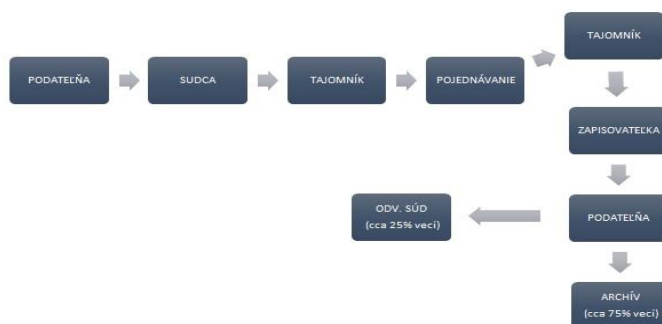 PODATEĽŇA
SUDCA
TAJOMNÍK
POJEDNÁVANIE
TAJOMNÍK
ZAPISOVATEĽKA
PODATEĽŇA
ODV. SÚD
(cca 25% vecí)
ARCHÍV
(cca 75% vecí)